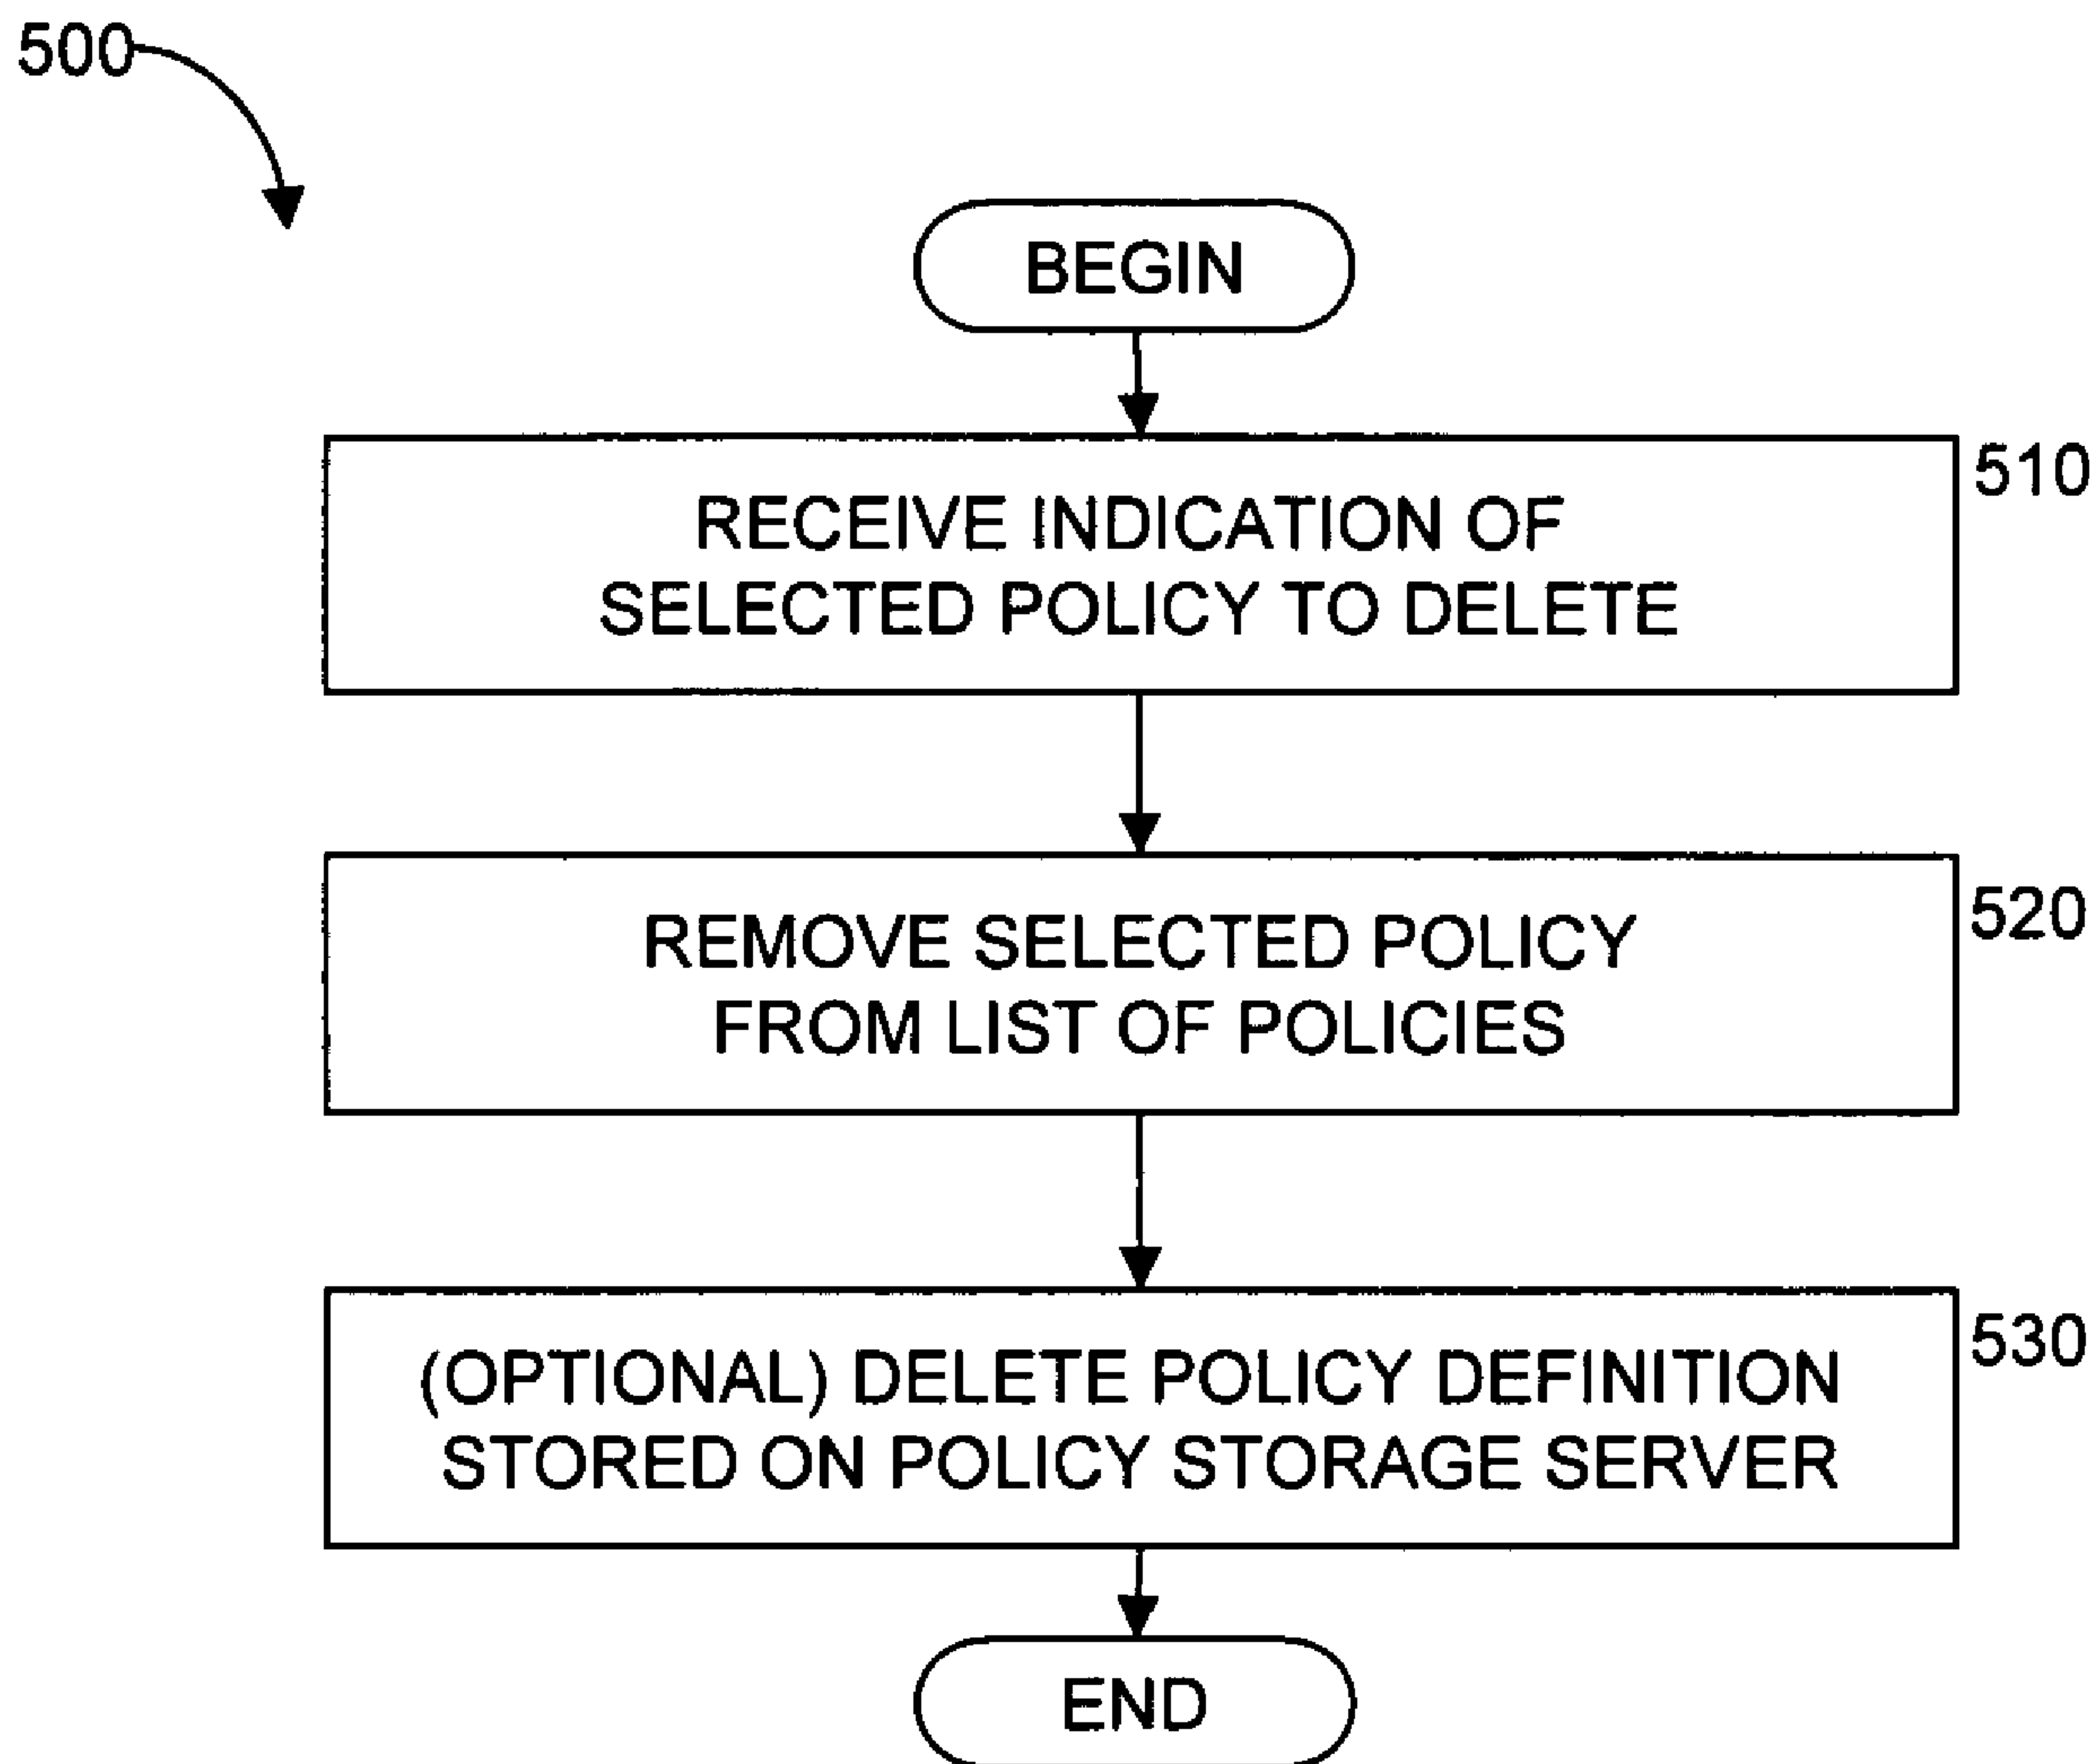 500
BEGIN
510
RECEIVE INDICATION OF
SELECTED POLICY TO DELETE
520
REMOVE SELECTED POLICY
FROM LIST OF POLICIES
530
(OPTIONAL) DELETE POLICY DEFINITION
STORED ON POLICY STORAGE SERVER
END